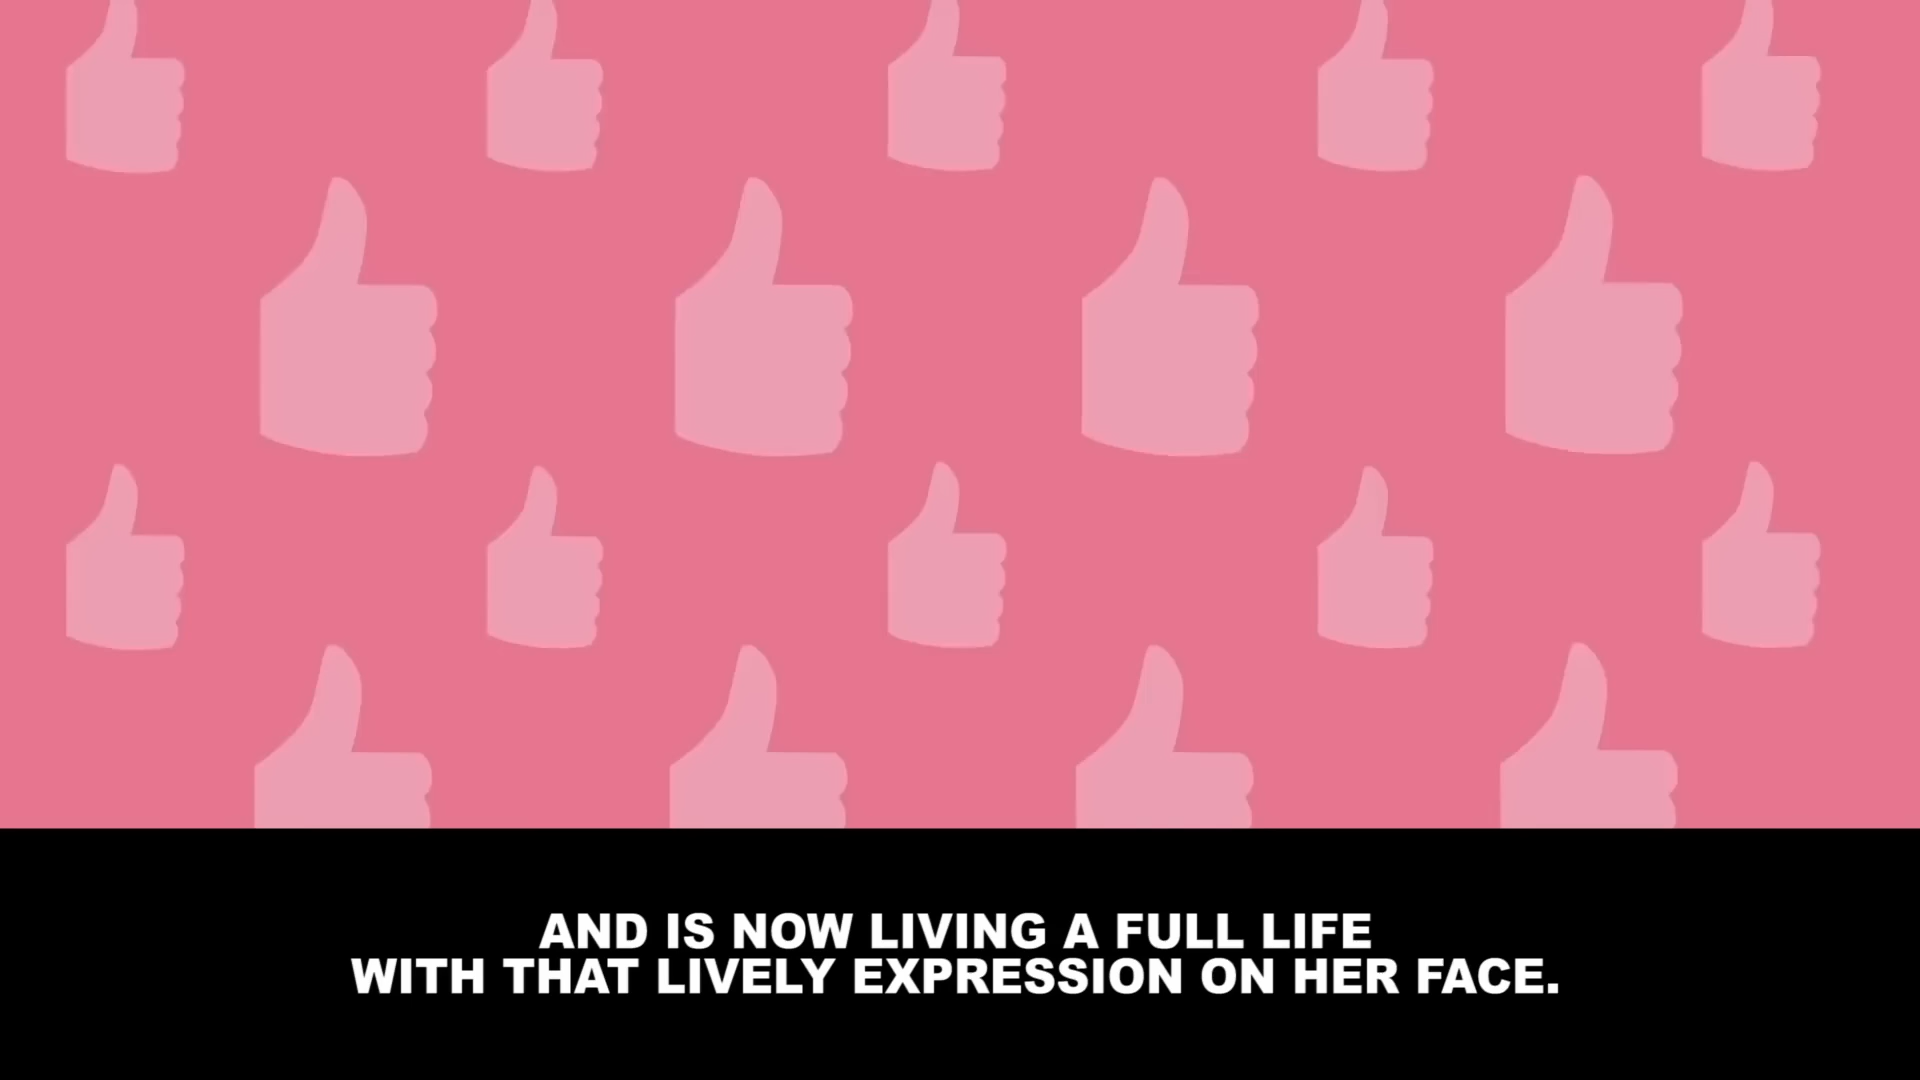 AND IS NOW LIVING A FULL LIFE
WITH THAT LIVELY EXPRESSION ON HER FACE.